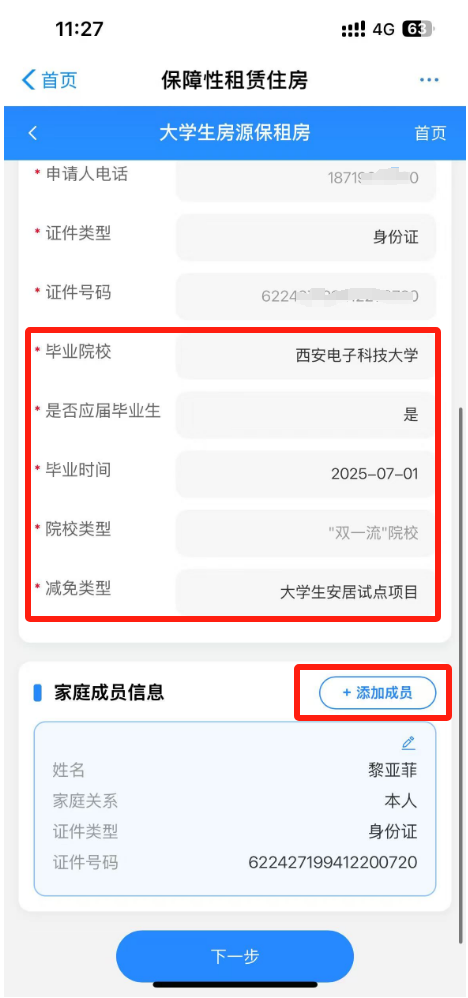 11:27 4G 63
首页 保障性租赁住房 ...
大学生房源保租房 首页
* 申请人电话 1871 0
* 证件类型 身份证
* 证件号码 6224 0
* 毕业院校 西安电子科技大学
* 是否应届毕业生 是
* 毕业时间 2025-07-01
* 院校类型 "双一流"院校
* 减免类型 大学生安居试点项目
家庭成员信息 + 添加成员
姓名 黎亚菲
家庭关系 本人
证件类型 身份证
证件号码 622427199412200720
下一步